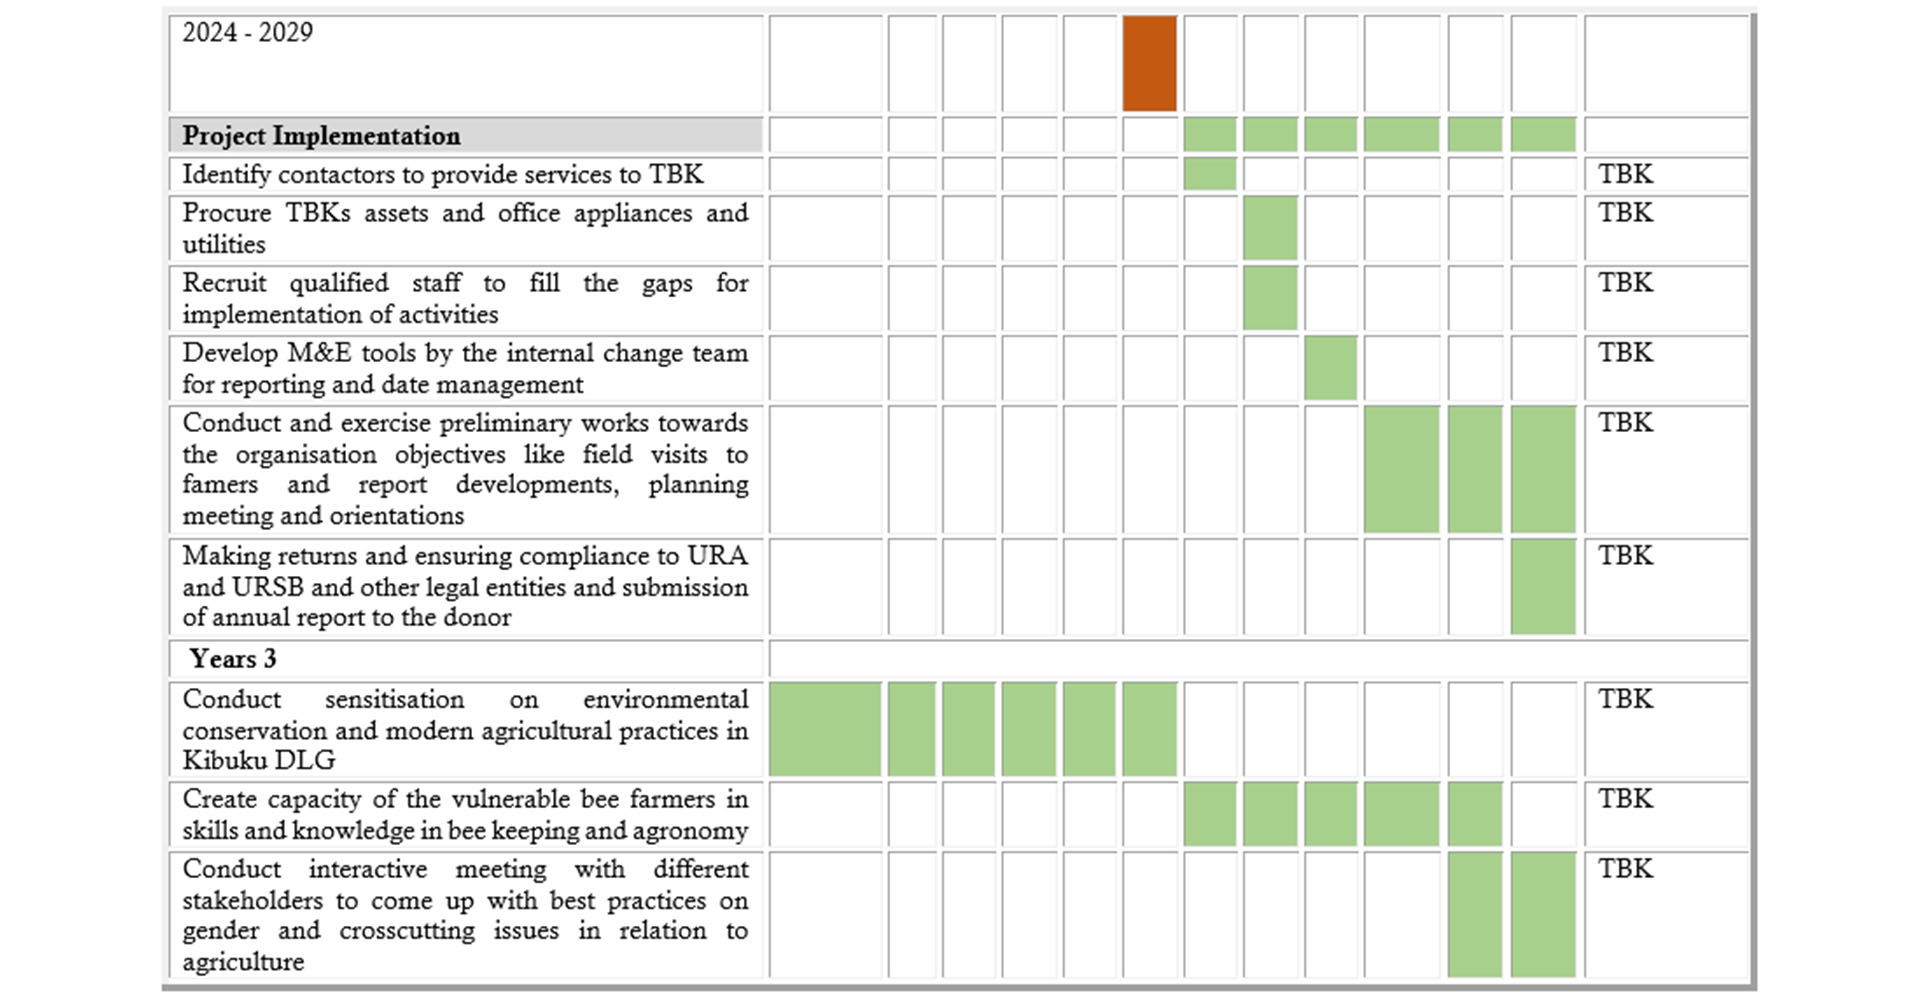 2024 - 2029
Project Implementation
Identify contactors to provide services to TBK
TBK
Procure TBKs assets and office appliances and
utilities
TBK
Recruit qualified staff to fill the gaps for
implementation of activities
TBK
Develop M&E tools by the internal change team
for reporting and date management
TBK
Conduct and exercise preliminary works towards
the organisation objectives like field visits to
famers and report developments, planning
meeting and orientations
TBK
Making returns and ensuring compliance to URA
and URSB and other legal entities and submission
of annual report to the donor
TBK
Years 3
Conduct sensitisation on environmental
conservation and modern agricultural practices in
Kibuku DLG
TBK
Create capacity of the vulnerable bee farmers in
skills and knowledge in bee keeping and agronomy
TBK
Conduct interactive meeting with different
stakeholders to come up with best practices on
gender and crosscutting issues in relation to
agriculture
TBK